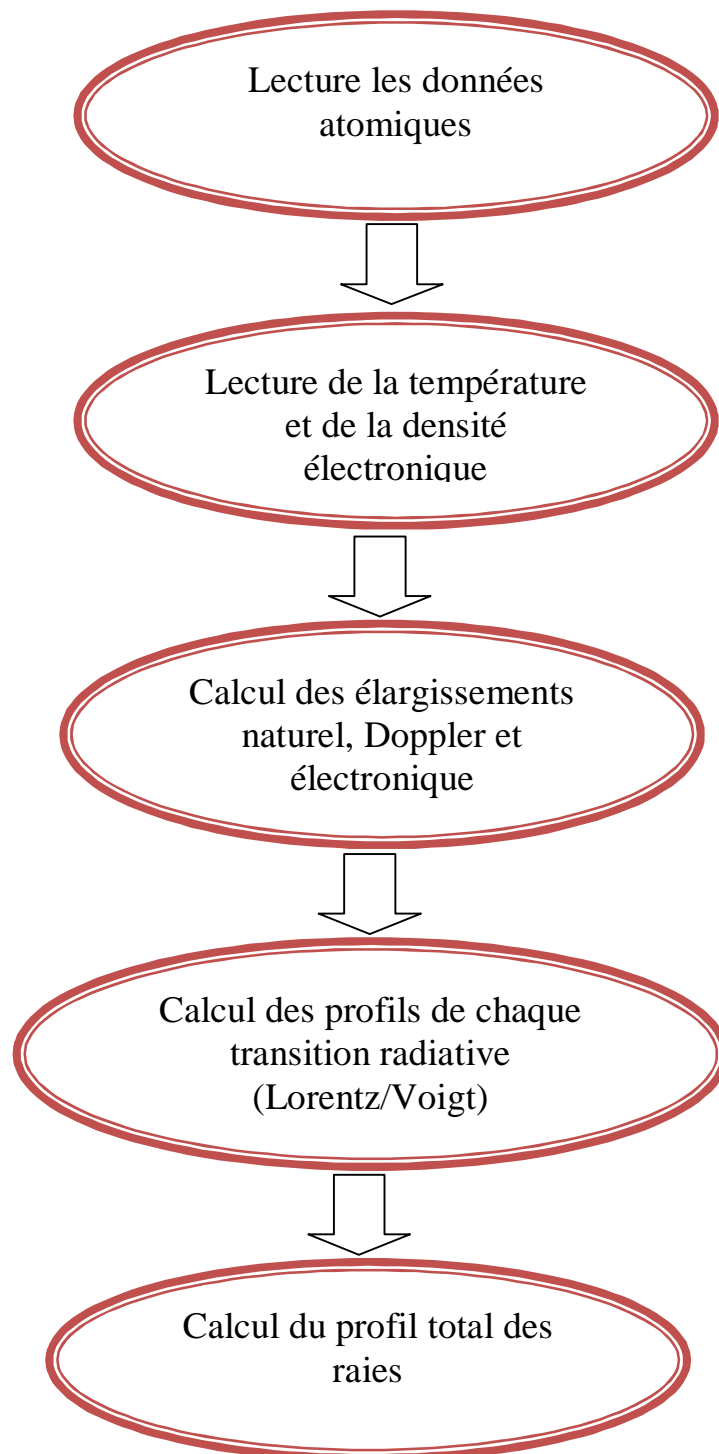 Lecture les données
atomiques
Lecture de la température
et de la densité
électronique
Calcul des élargissements
naturel, Doppler et
électronique
Calcul des profils de chaque
transition radiative
(Lorentz/Voigt)
Calcul du profil total des
raies